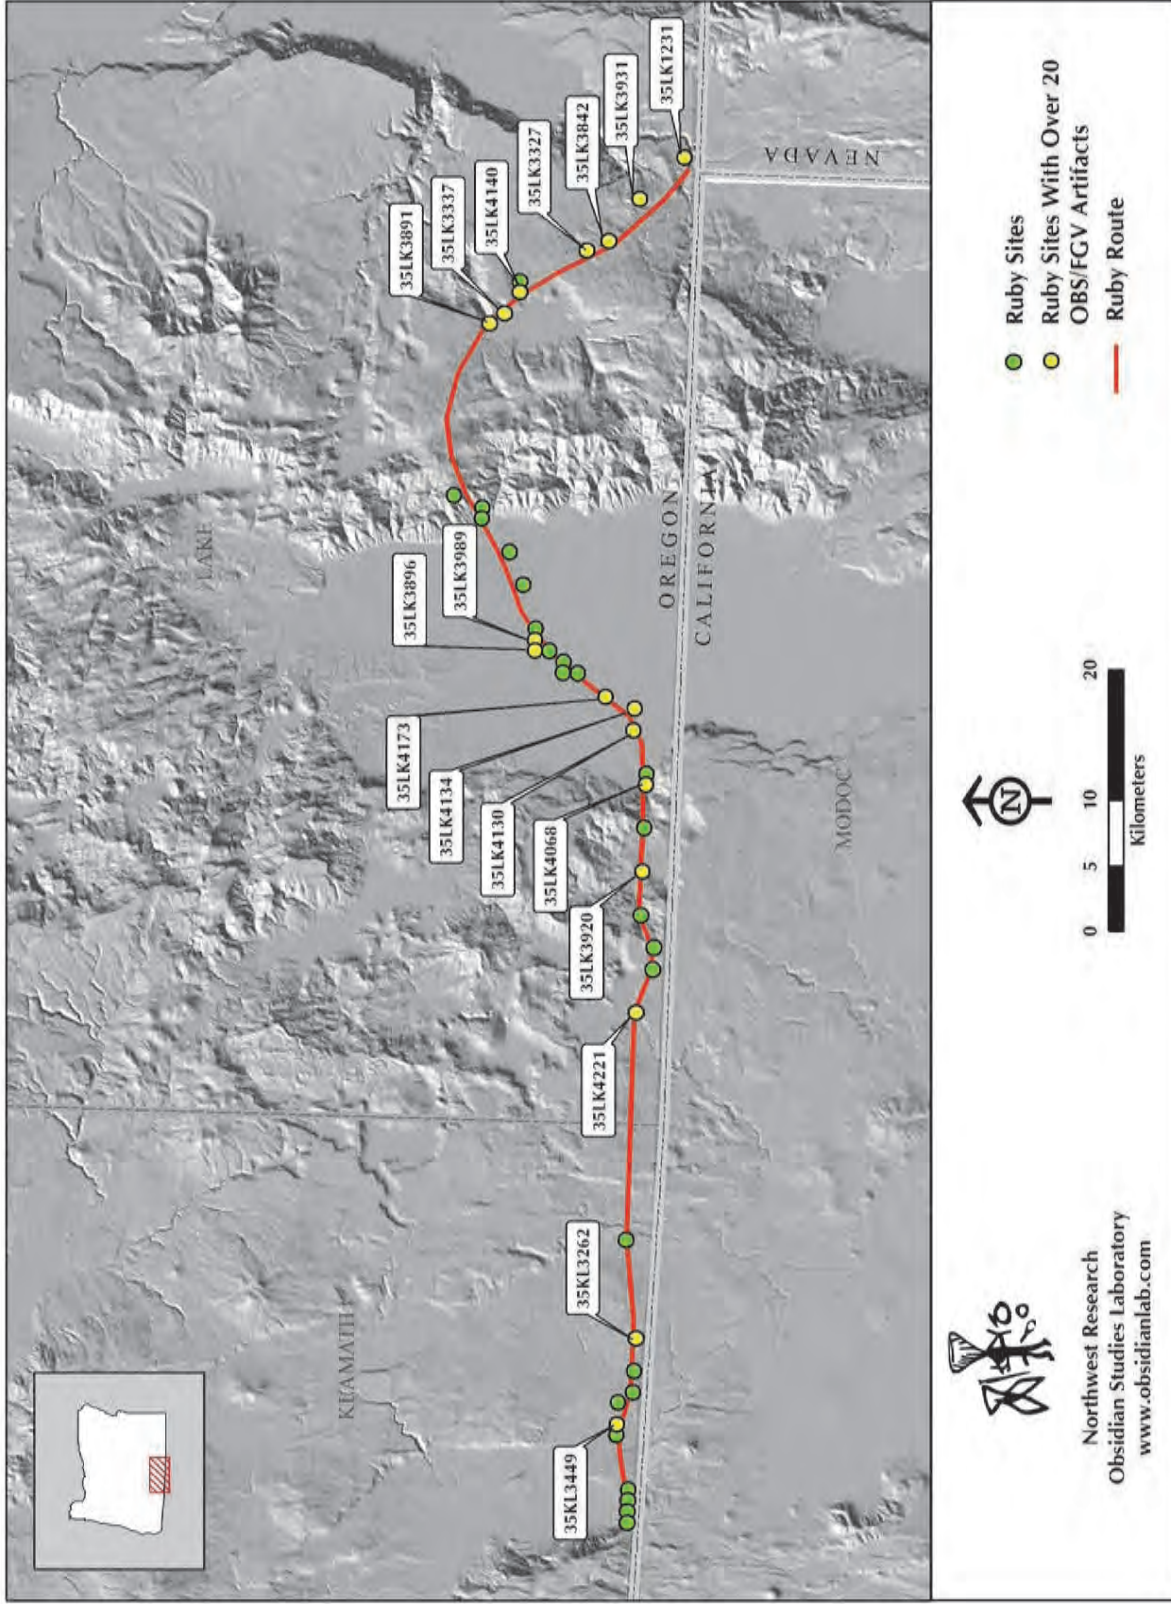 KLAMATH
LAKE
MODOC
OREGON
CALIFORNIA
NEVADA
35KL3449
35KL3262
35LK4221
35LK3920
35LK4068
35LK4130
35LK4134
35LK4173
35LK3896
35LK3989
35LK3891
35LK3337
35LK4140
35LK3327
35LK3842
35LK3931
35LK1231
Northwest Research
Obsidian Studies Laboratory
www.obsidianlab.com
N
0 5 10 20
Kilometers
Ruby Sites
Ruby Sites With Over 20
OBS/FGV Artifacts
Ruby Route